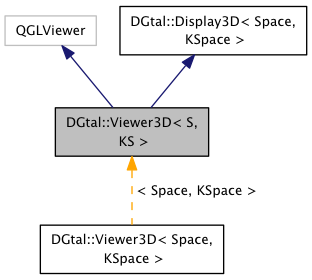 QGLViewer
DGtal::Display3D< Space,
KSpace >
DGtal::Viewer3D< S,
KS >
< Space, KSpace >
DGtal::Viewer3D< Space,
KSpace >